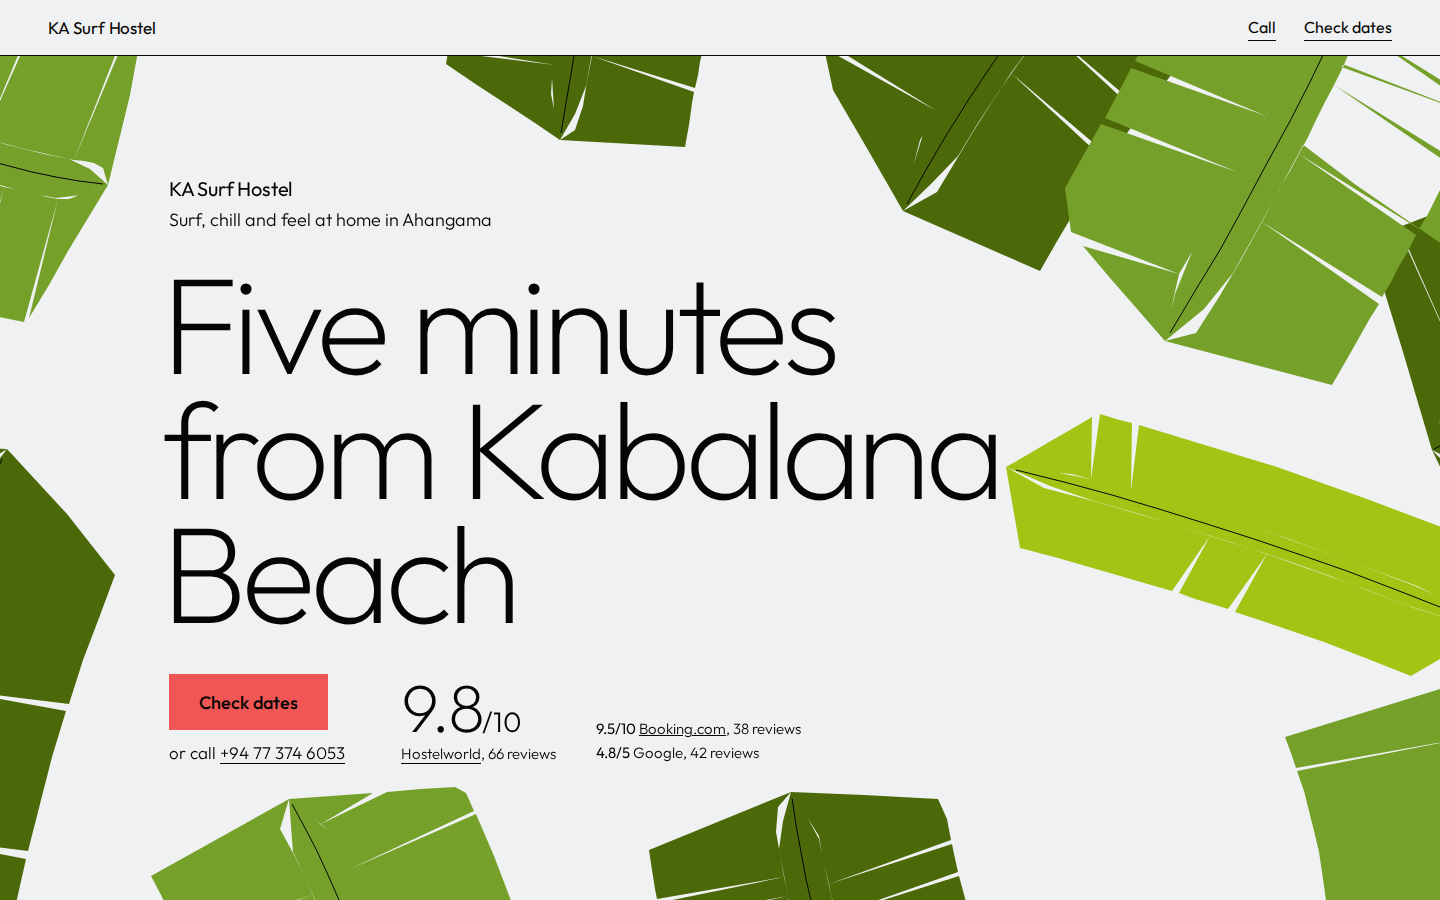 KA Surf Hostel
Call
Check dates
KA Surf Hostel
Surf, chill and feel at home in Ahangama
Five minutes
from Kabalana
Beach
Check dates
or call +94 77 374 6053
9.8/10
Hostelworld, 66 reviews
9.5/10 Booking.com, 38 reviews
4.8/5 Google, 42 reviews